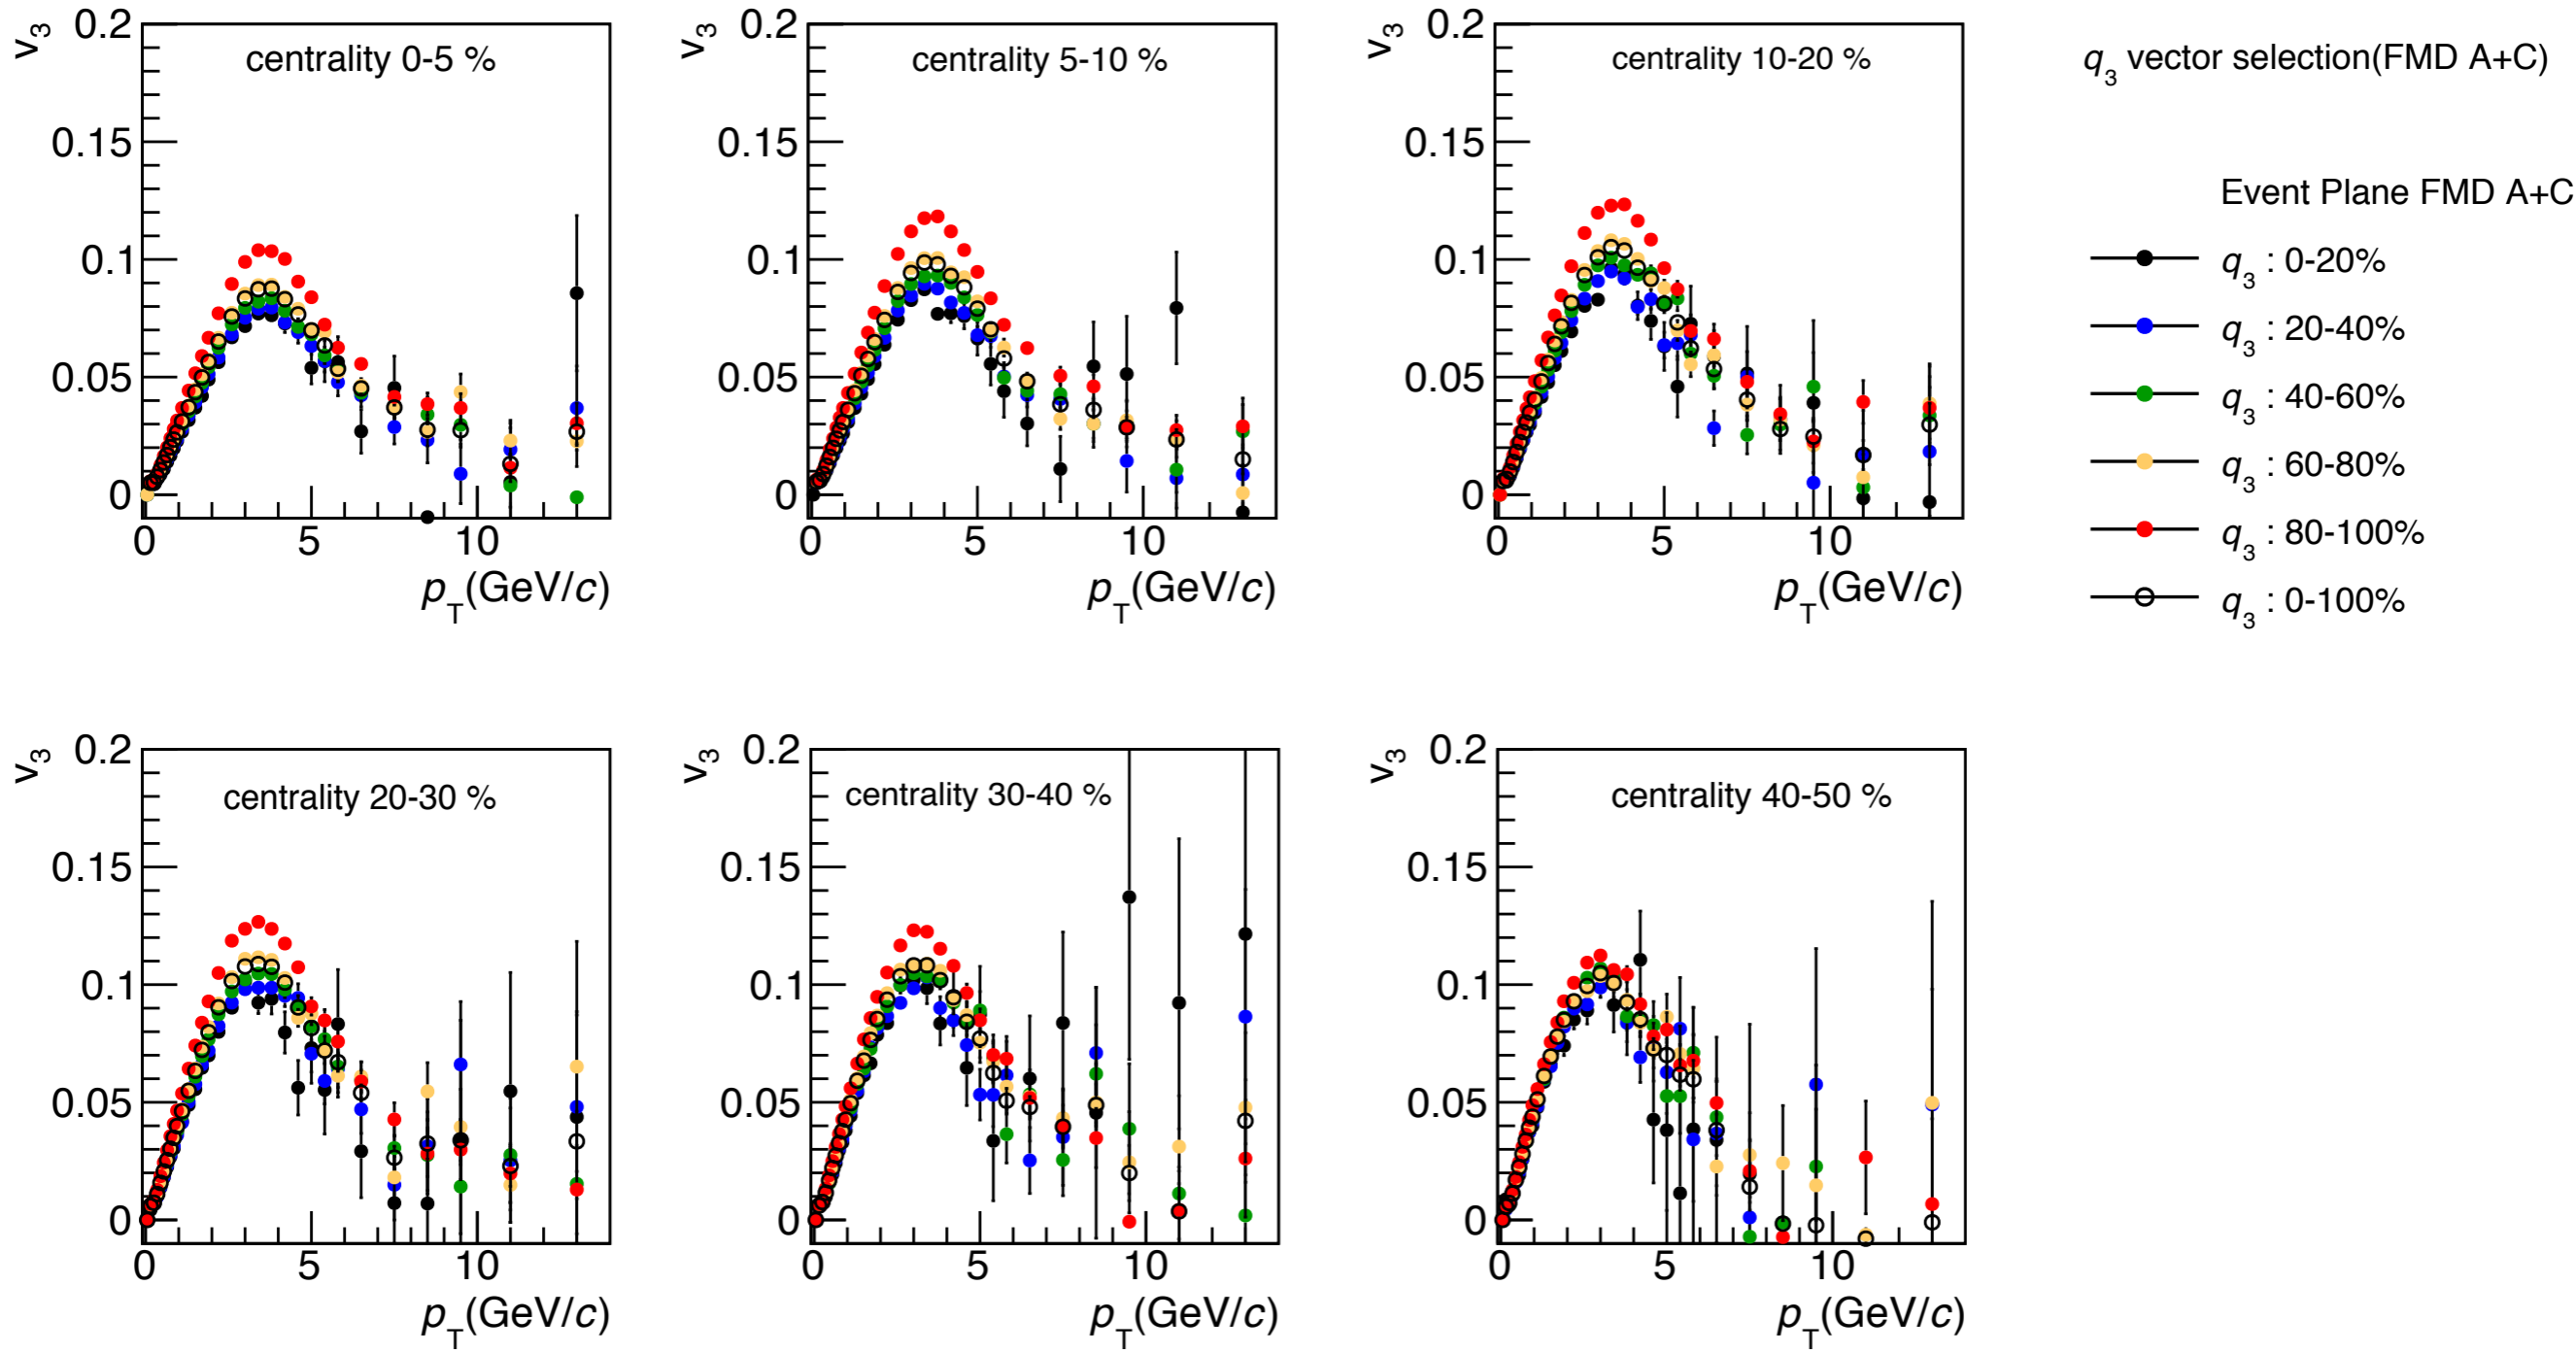 v3
0.2
0.15
0.1
0.05
0
centrality 0-5 %
0 5 10
pT(GeV/c)
v3
0.2
0.15
0.1
0.05
0
centrality 5-10 %
0 5 10
pT(GeV/c)
v3
0.2
0.15
0.1
0.05
0
centrality 10-20 %
0 5 10
pT(GeV/c)
q3 vector selection(FMD A+C)
Event Plane FMD A+C
q3 : 0-20%
q3 : 20-40%
q3 : 40-60%
q3 : 60-80%
q3 : 80-100%
q3 : 0-100%
v3
0.2
0.15
0.1
0.05
0
centrality 20-30 %
0 5 10
pT(GeV/c)
v3
0.2
0.15
0.1
0.05
0
centrality 30-40 %
0 5 10
pT(GeV/c)
v3
0.2
0.15
0.1
0.05
0
centrality 40-50 %
0 5 10
pT(GeV/c)